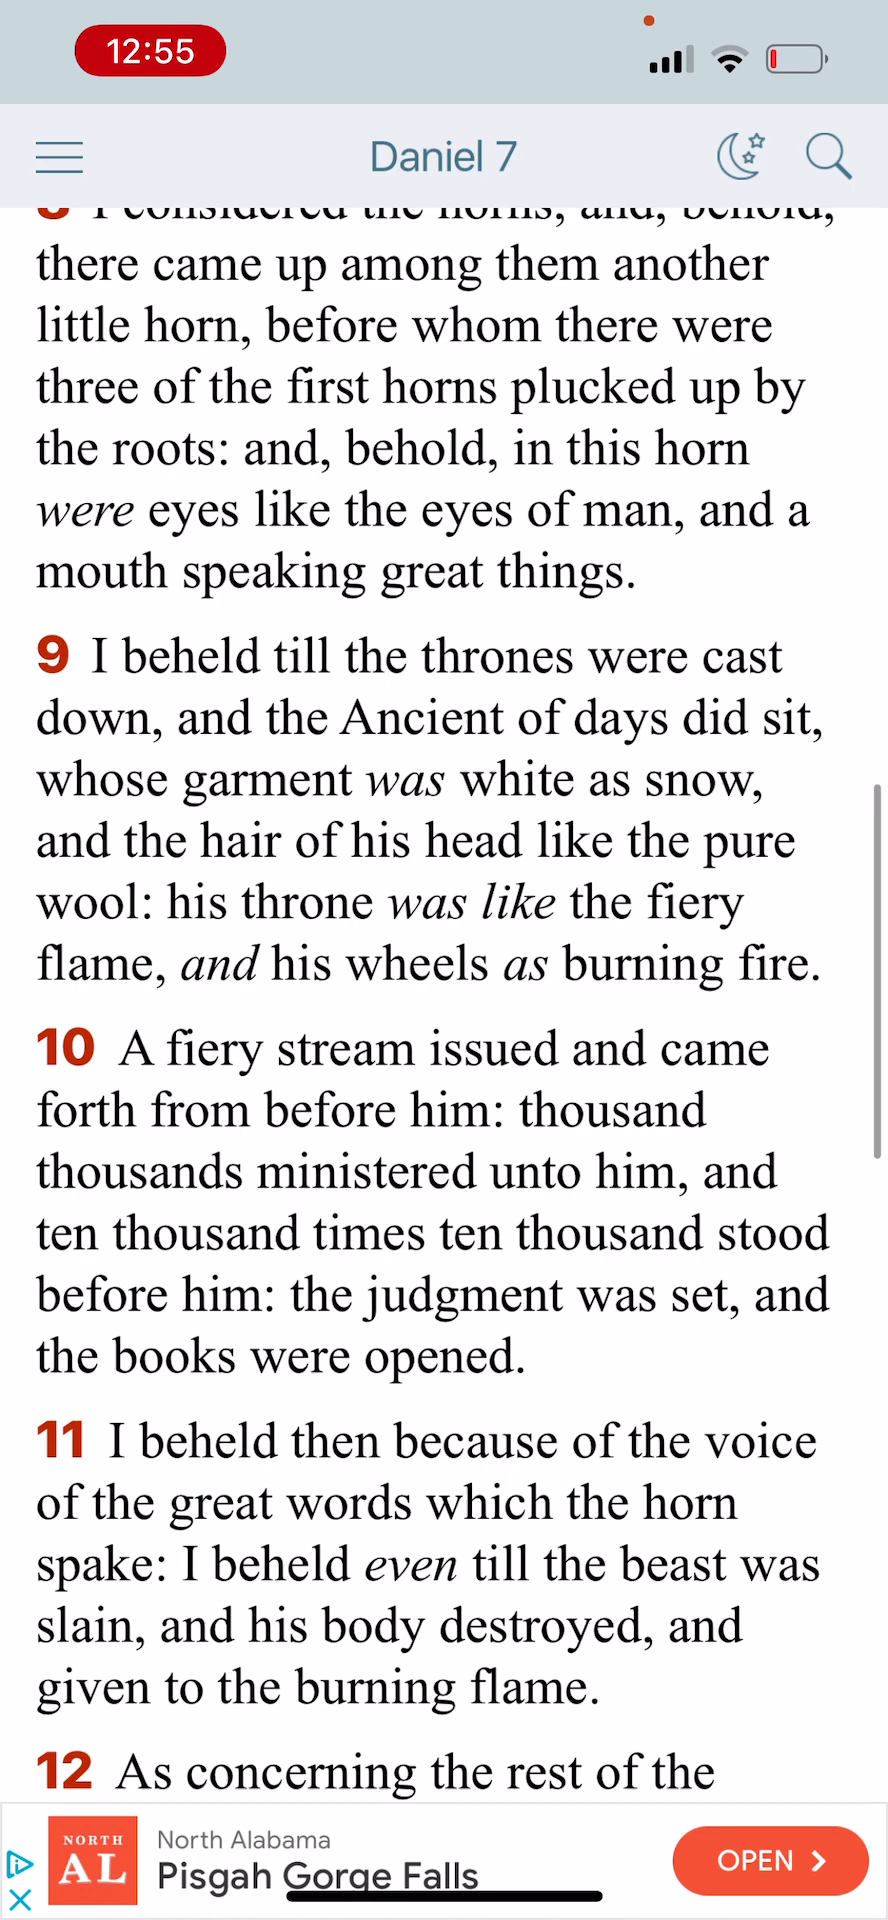 12:55
Daniel 7
8 I considered the horns, and, behold,
there came up among them another
little horn, before whom there were
three of the first horns plucked up by
the roots: and, behold, in this horn
were eyes like the eyes of man, and a
mouth speaking great things.
9 I beheld till the thrones were cast
down, and the Ancient of days did sit,
whose garment was white as snow,
and the hair of his head like the pure
wool: his throne was like the fiery
flame, and his wheels as burning fire.
10 A fiery stream issued and came
forth from before him: thousand
thousands ministered unto him, and
ten thousand times ten thousand stood
before him: the judgment was set, and
the books were opened.
11 I beheld then because of the voice
of the great words which the horn
spake: I beheld even till the beast was
slain, and his body destroyed, and
given to the burning flame.
12 As concerning the rest of the
NORTH
AL
North Alabama
Pisgah Gorge Falls
OPEN